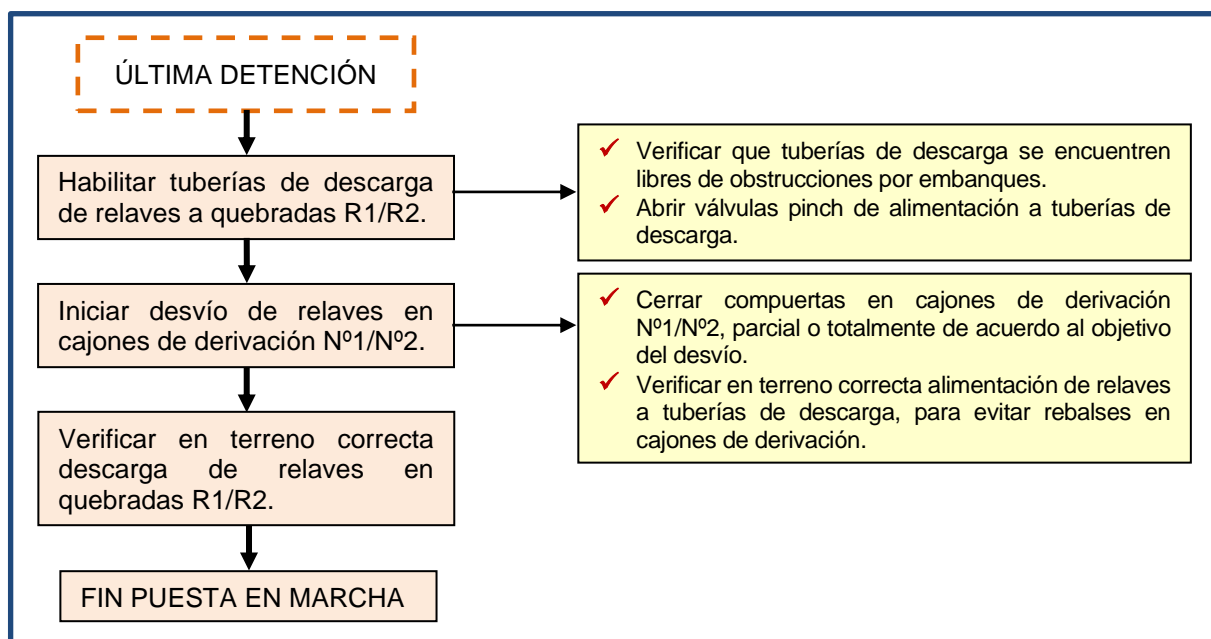 ÚLTIMA DETENCIÓN
Habilitar tuberías de descarga
de relaves a quebradas R1/R2.
✓ Verificar que tuberías de descarga se encuentren
libres de obstrucciones por embanques.
✓ Abrir válvulas pinch de alimentación a tuberías de
descarga.
Iniciar desvío de relaves en
cajones de derivación Nº1/Nº2.
✓ Cerrar compuertas en cajones de derivación
Nº1/Nº2, parcial o totalmente de acuerdo al objetivo
del desvío.
✓ Verificar en terreno correcta alimentación de relaves
a tuberías de descarga, para evitar rebalses en
cajones de derivación.
Verificar en terreno correcta
descarga de relaves en
quebradas R1/R2.
FIN PUESTA EN MARCHA